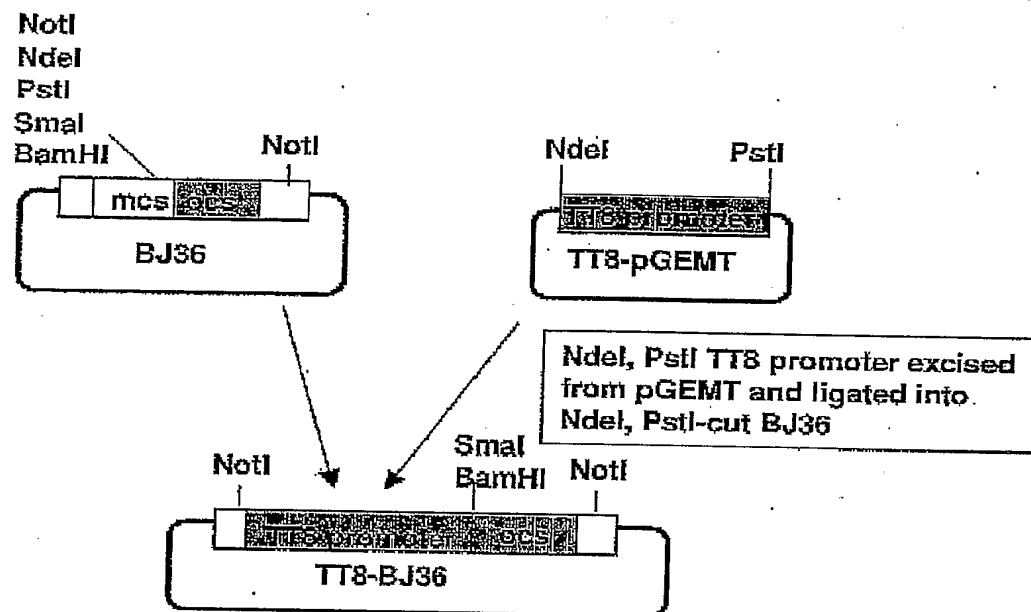 NotI
NdeI
PstI
SmaI
BamHI
NotI
mcs ocs
BJ36
NdeI PstI
TT8 promoter
TT8-pGEMT
NdeI, PstI TT8 promoter excised
from pGEMT and ligated into
NdeI, PstI-cut BJ36
SmaI
BamHI
NotI
NotI
TT8 promoter ocs
TT8-BJ36